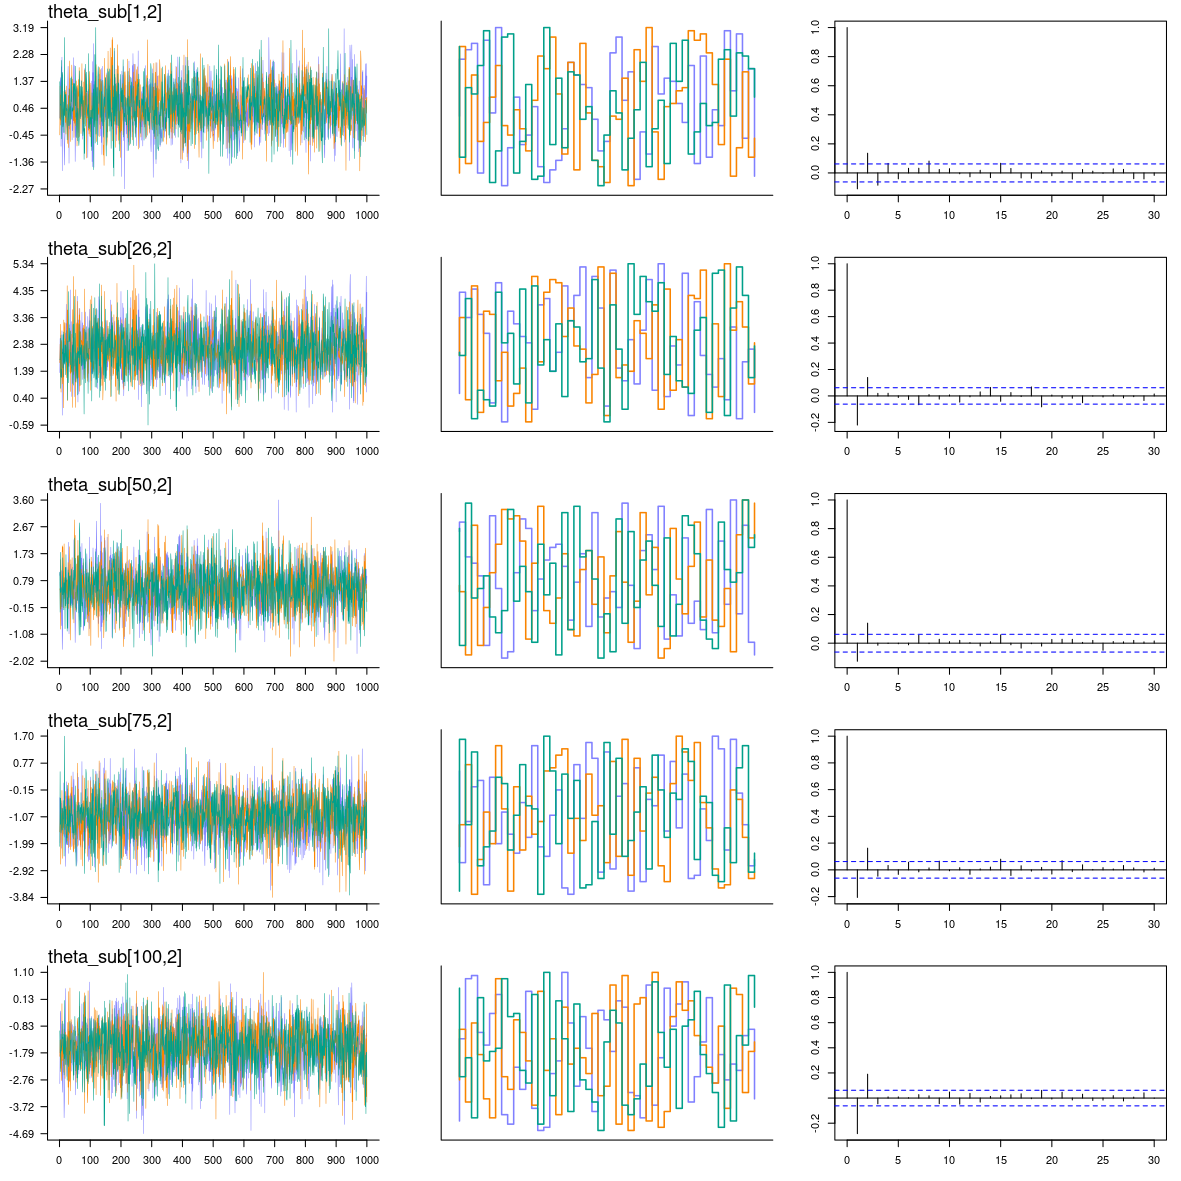 theta_sub[1,2]
3.19
2.28
1.37
0.46
-0.45
-1.36
-2.27
0 100 200 300 400 500 600 700 800 900 1000
0.0 0.2 0.4 0.6 0.8 1.0
0 5 10 15 20 25 30
theta_sub[26,2]
5.34
4.35
3.36
2.38
1.39
0.40
-0.59
0 100 200 300 400 500 600 700 800 900 1000
-0.2 0.0 0.2 0.4 0.6 0.8 1.0
0 5 10 15 20 25 30
theta_sub[50,2]
3.60
2.67
1.73
0.79
-0.15
-1.08
-2.02
0 100 200 300 400 500 600 700 800 900 1000
0.0 0.2 0.4 0.6 0.8 1.0
0 5 10 15 20 25 30
theta_sub[75,2]
1.70
0.77
-0.15
-1.07
-1.99
-2.92
-3.84
0 100 200 300 400 500 600 700 800 900 1000
-0.2 0.0 0.2 0.4 0.6 0.8 1.0
0 5 10 15 20 25 30
theta_sub[100,2]
1.10
0.13
-0.83
-1.79
-2.76
-3.72
-4.69
0 100 200 300 400 500 600 700 800 900 1000
-0.2 0.2 0.4 0.6 0.8 1.0
0 5 10 15 20 25 30